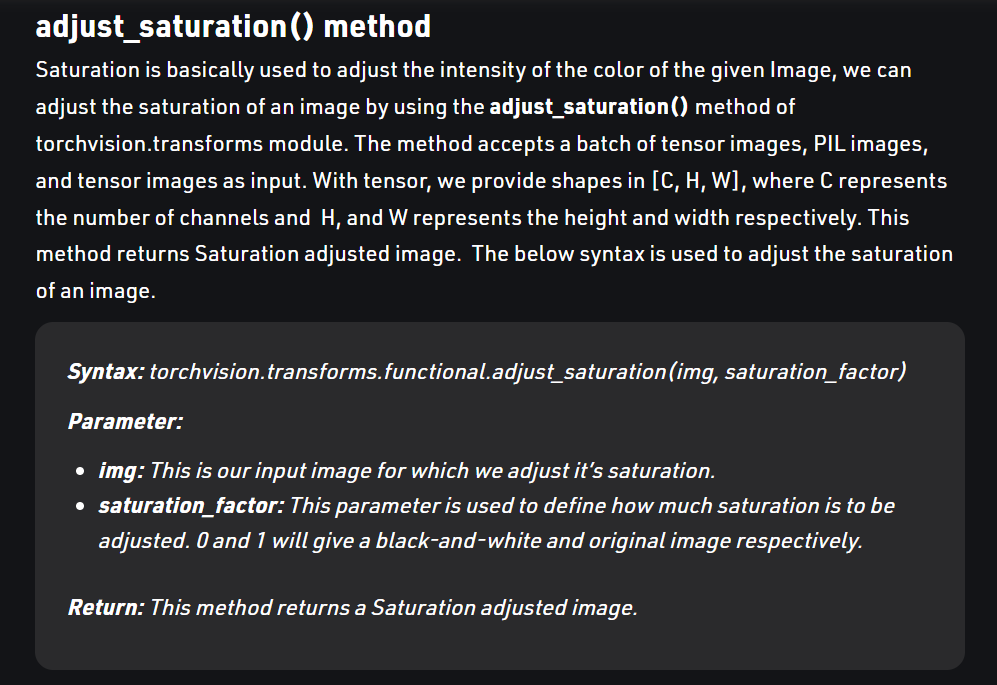 adjust_saturation() method
Saturation is basically used to adjust the intensity of the color of the given Image, we can
adjust the saturation of an image by using the adjust_saturation() method of
torchvision.transforms module. The method accepts a batch of tensor images, PIL images,
and tensor images as input. With tensor, we provide shapes in [C, H, W], where C represents
the number of channels and  H, and W represents the height and width respectively. This
method returns Saturation adjusted image.  The below syntax is used to adjust the saturation
of an image.
Syntax: torchvision.transforms.functional.adjust_saturation(img, saturation_factor)
Parameter:
• img: This is our input image for which we adjust it's saturation.
• saturation_factor: This parameter is used to define how much saturation is to be
adjusted. 0 and 1 will give a black-and-white and original image respectively.
Return: This method returns a Saturation adjusted image.